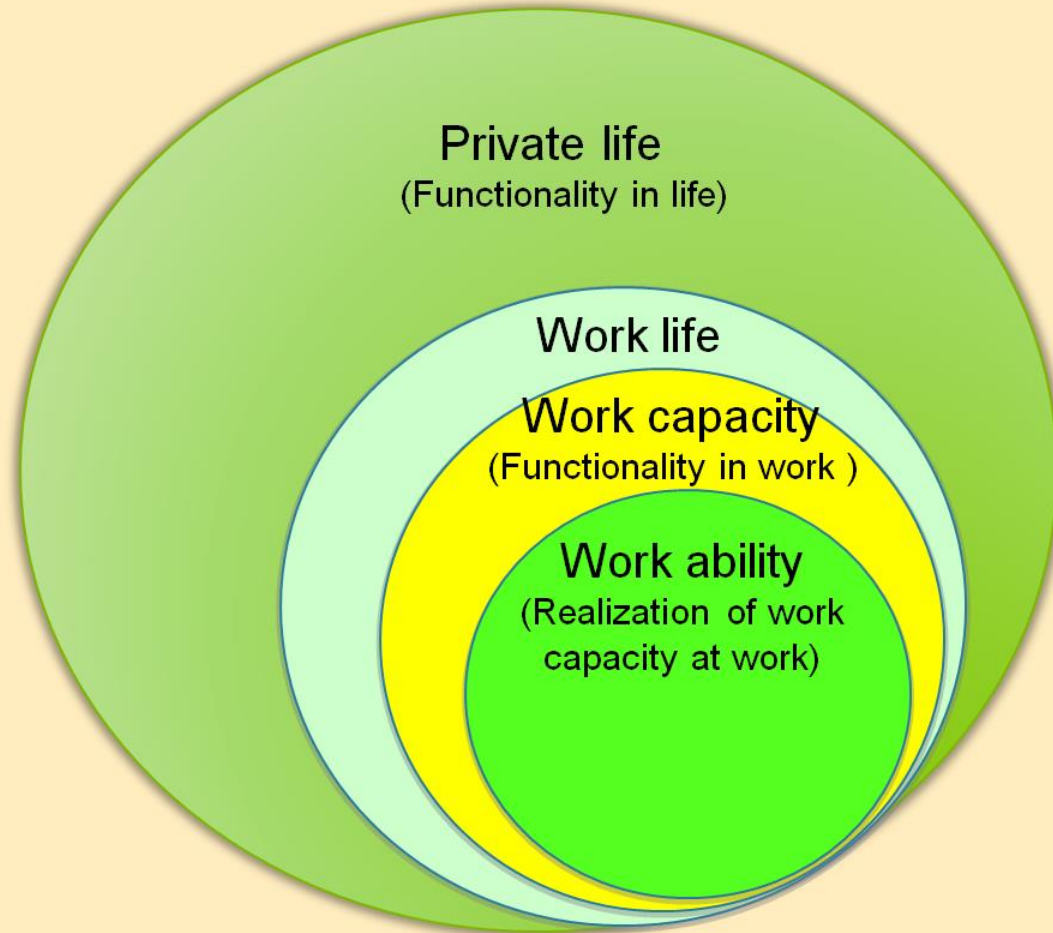 Private life
(Functionality in life)
Work life
Work capacity
(Functionality in work )
Work ability
(Realization of work
capacity at work)